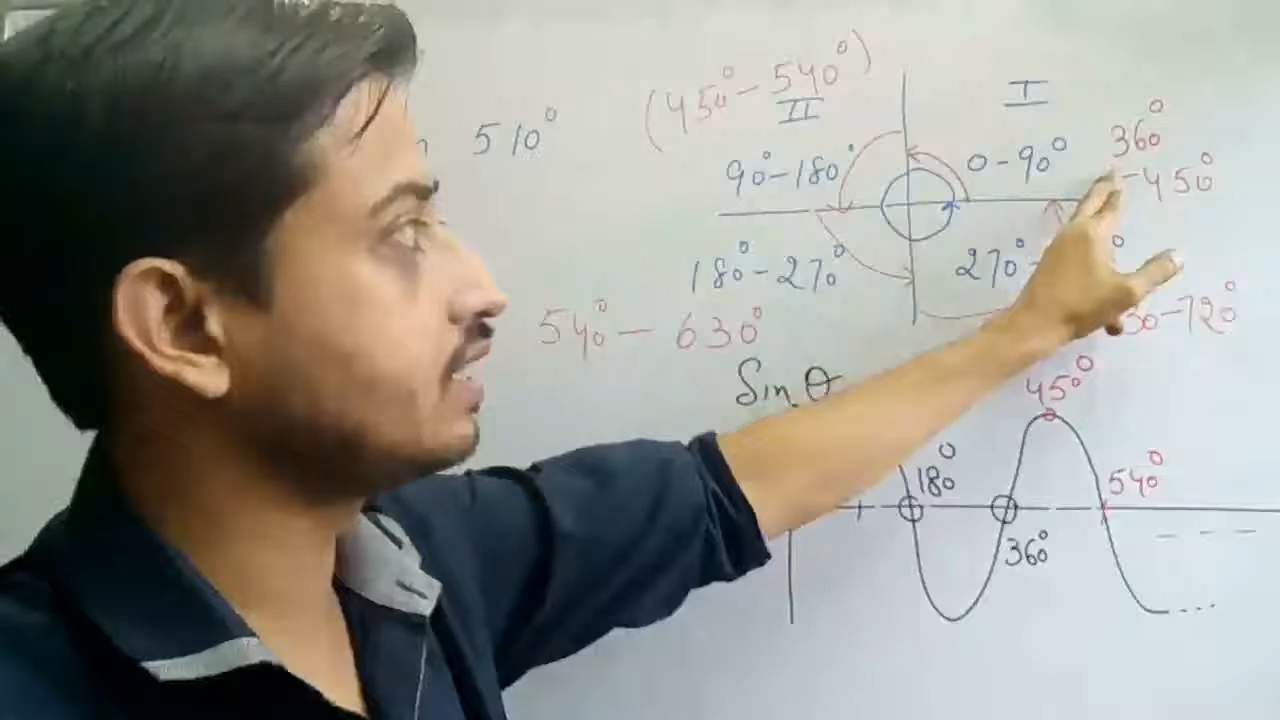 510°
(450° - 540°)
II
I
90° - 180°
0 - 90°
360°
- 450°
180° - 270°
270° -
540° - 630°
30 - 720°
Sin θ
450°
180°
540°
360°